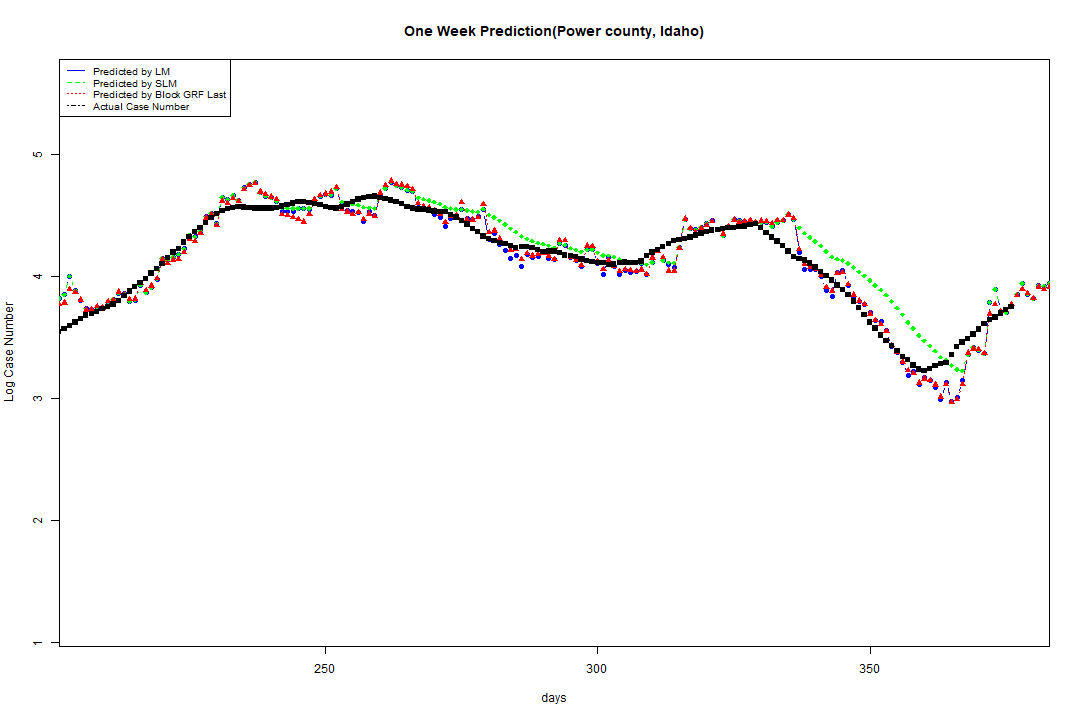 One Week Prediction(Power county, Idaho)
Predicted by LM
Predicted by SLM
Predicted by Block GRF Last
Actual Case Number
5
4
3
2
1
Log Case Number
250
300
350
days